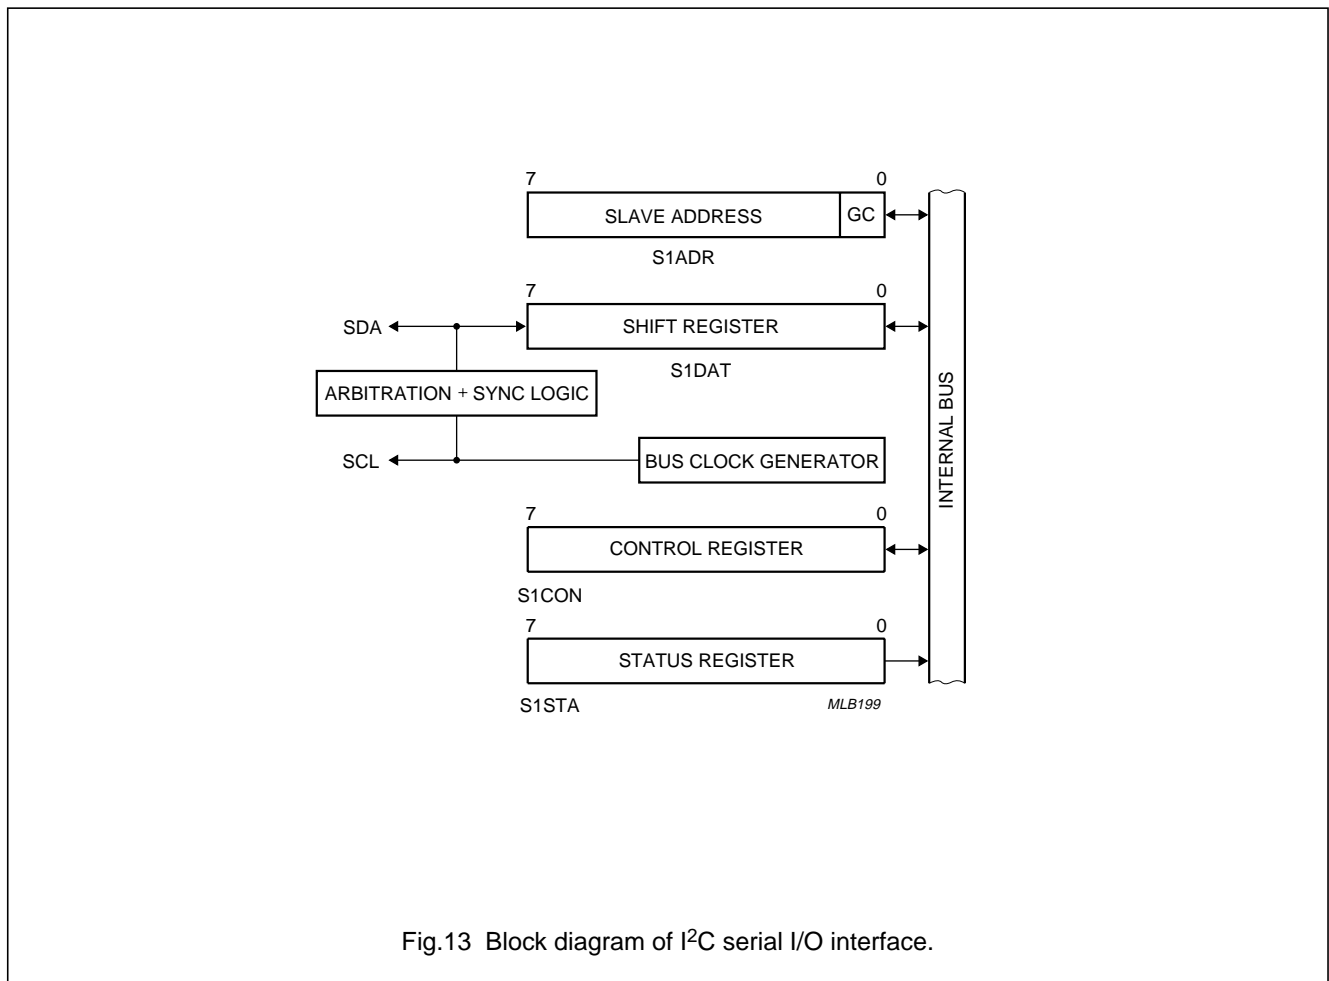 7 0
SLAVE ADDRESS GC
S1ADR
7 0
SDA SHIFT REGISTER
S1DAT
ARBITRATION + SYNC LOGIC
INTERNAL BUS
SCL BUS CLOCK GENERATOR
7 0
CONTROL REGISTER
S1CON
7 0
STATUS REGISTER
S1STA MLB199
Fig.13 Block diagram of I²C serial I/O interface.